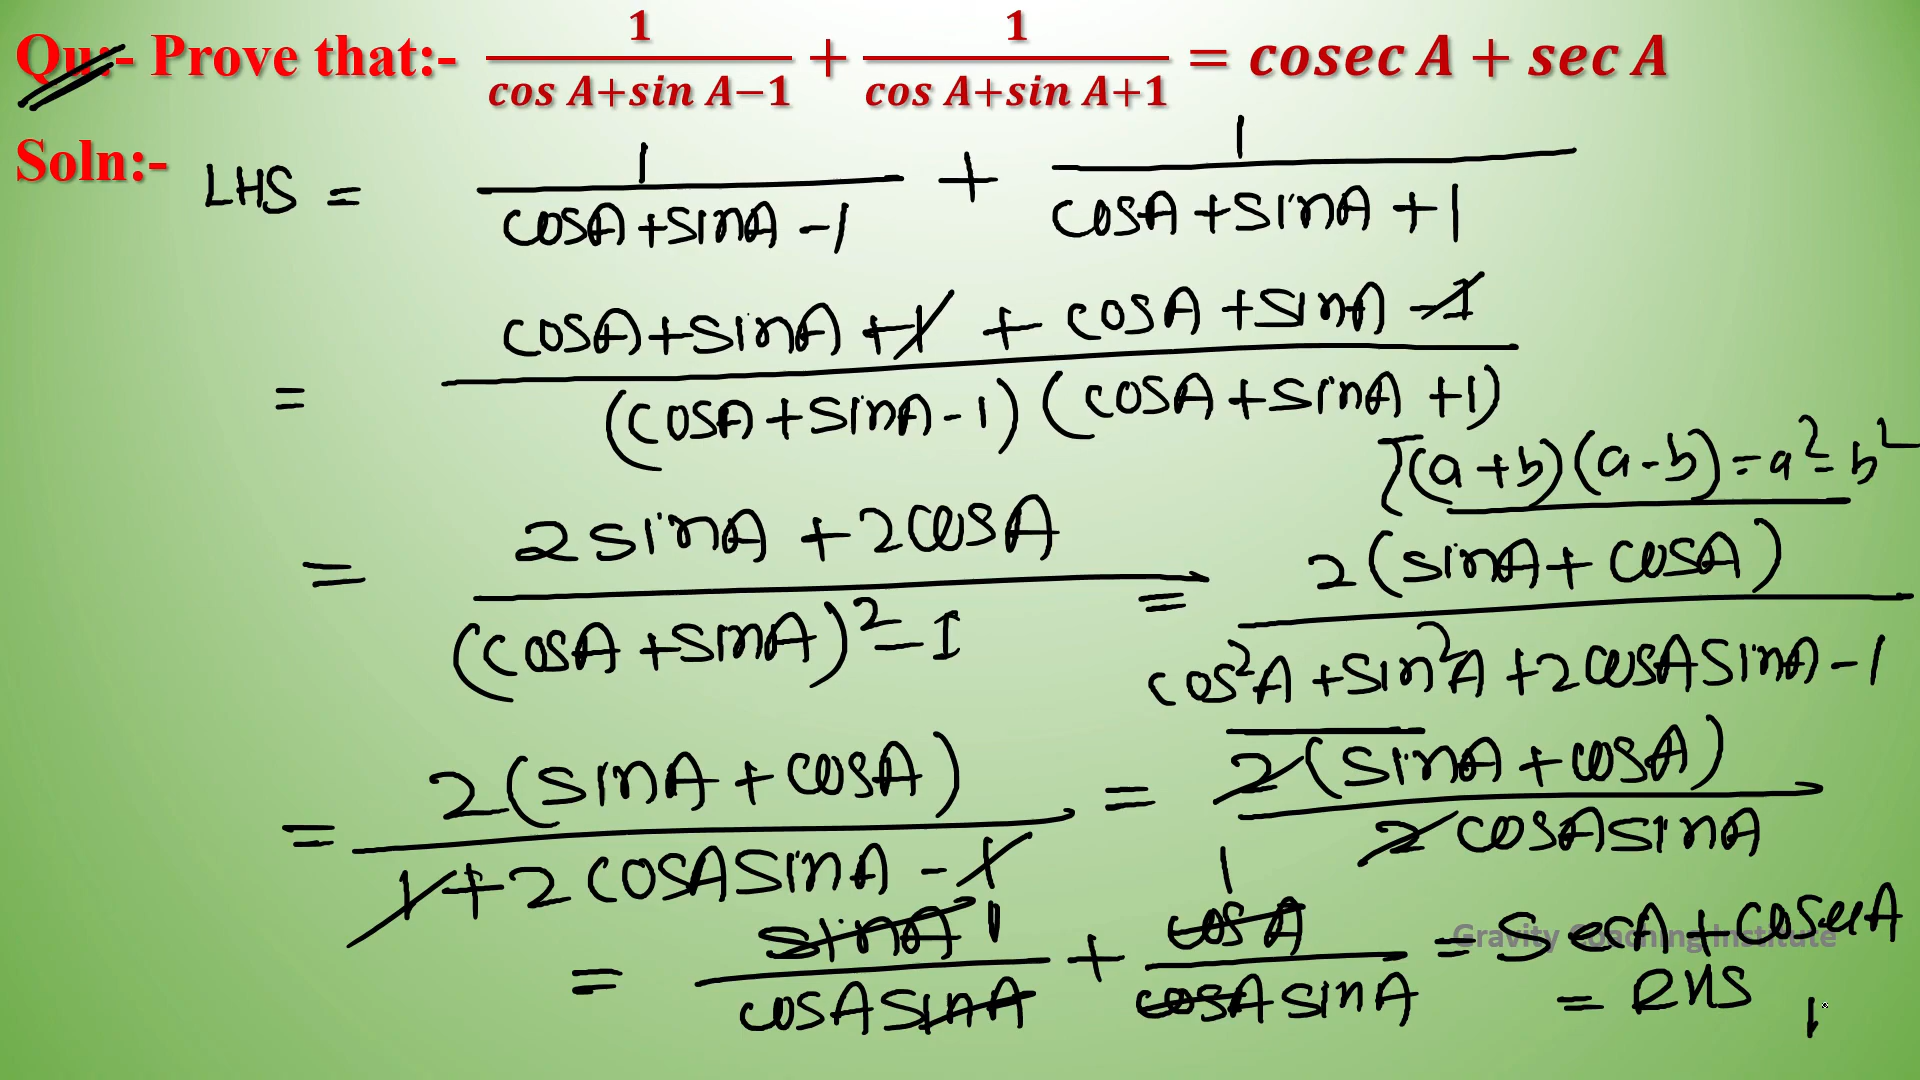 Qu:- Prove that:- 1/(cos A+sin A−1) + 1/(cos A+sin A+1) = cosec A + sec A
Soln:- LHS = 1/(cosA+sinA-1) + 1/(cosA+sinA+1)
= (cosA+sinA+1 + cosA+sinA-1)/((cosA+sinA-1)(cosA+sinA+1))
[(a+b)(a-b)=a²-b²
= (2sinA+2cosA)/((cosA+sinA)²-1) = 2(sinA+cosA)/(cos²A+sin²A+2cosAsinA-1)
= 2(sinA+cosA)/(1+2cosAsinA-1) = 2(sinA+cosA)/(2cosAsinA)
= sinA 1/(cosAsinA) + 1 cosA/(cosAsinA) = SecA+CosecA
Gravity Coaching Institute
= RHS